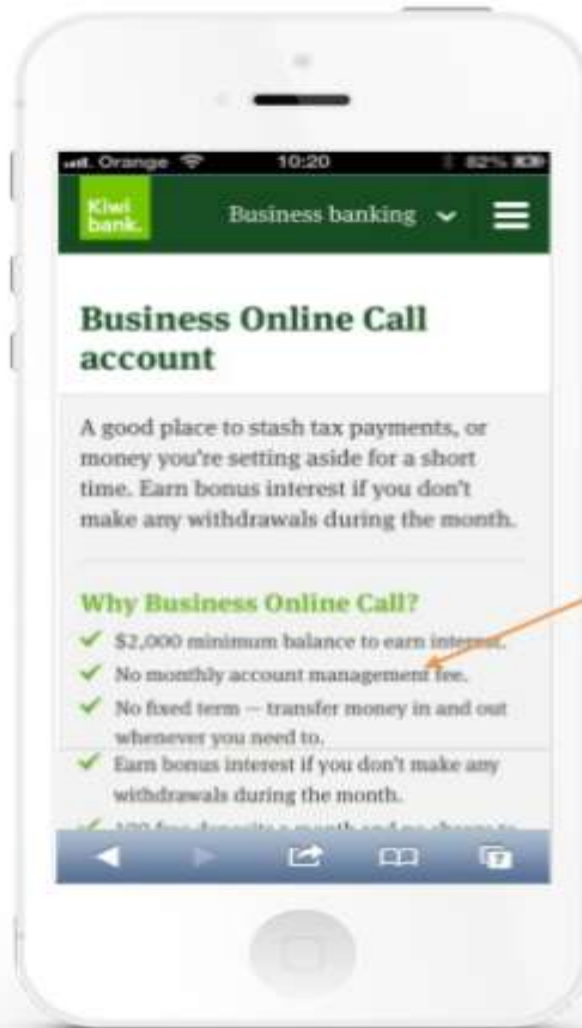 Orange 10:20 82%
Kiwi
bank.
Business banking
Business Online Call
account
A good place to stash tax payments, or
money you're setting aside for a short
time. Earn bonus interest if you don't
make any withdrawals during the month.
Why Business Online Call?
$2,000 minimum balance to earn interest.
No monthly account management fee.
No fixed term — transfer money in and out
whenever you need to.
Earn bonus interest if you don't make any
withdrawals during the month.